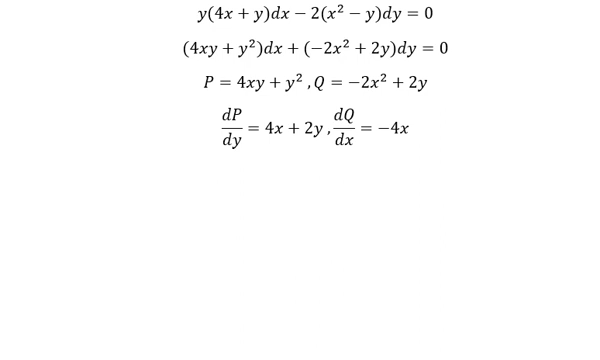 y(4x + y)dx − 2(x² − y)dy = 0
(4xy + y²)dx + (−2x² + 2y)dy = 0
P = 4xy + y² , Q = −2x² + 2y
dP/dy = 4x + 2y , dQ/dx = −4x